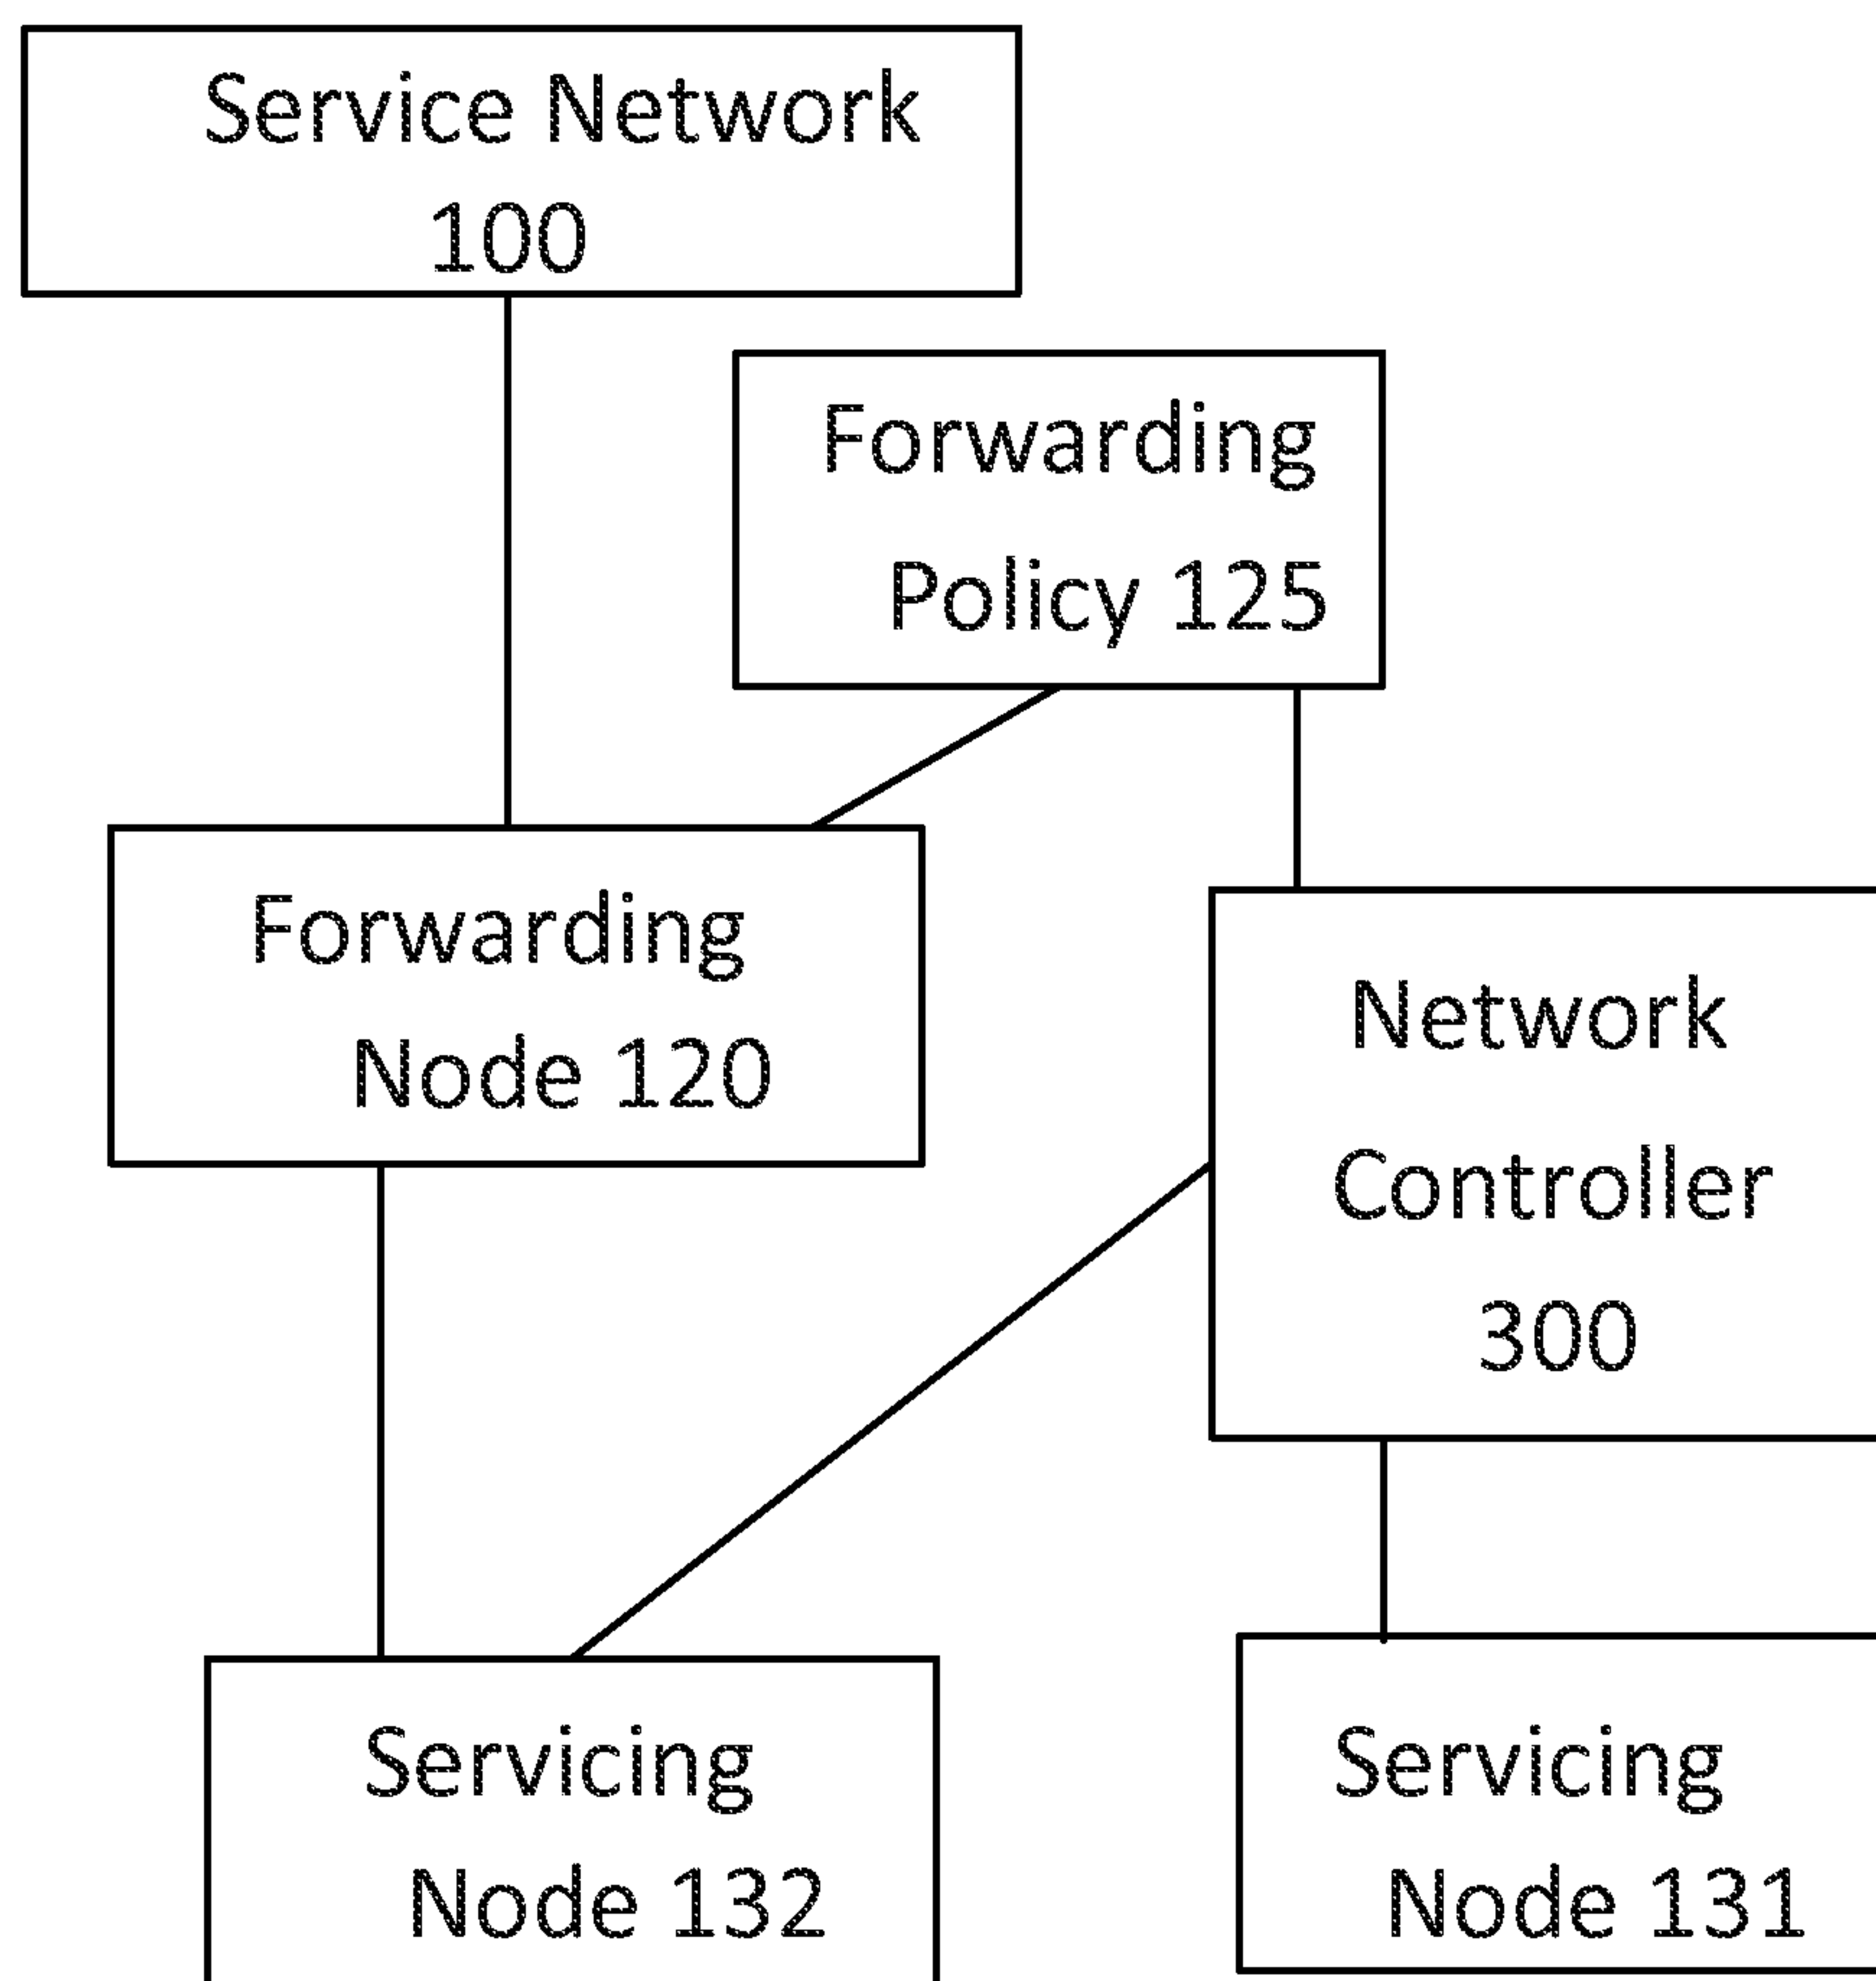 Service Network
100
Forwarding
Policy 125
Forwarding
Node 120
Network
Controller
300
Servicing
Node 132
Servicing
Node 131